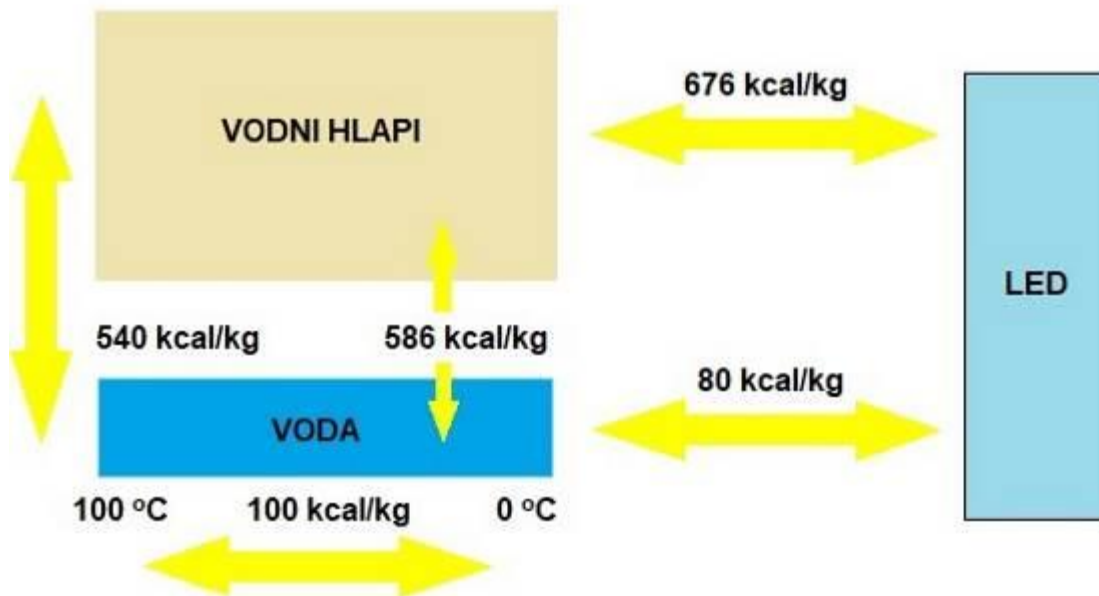 676 kcal/kg
VODNI HLAPI
LED
540 kcal/kg
586 kcal/kg
80 kcal/kg
VODA
100 °C
100 kcal/kg
0 °C